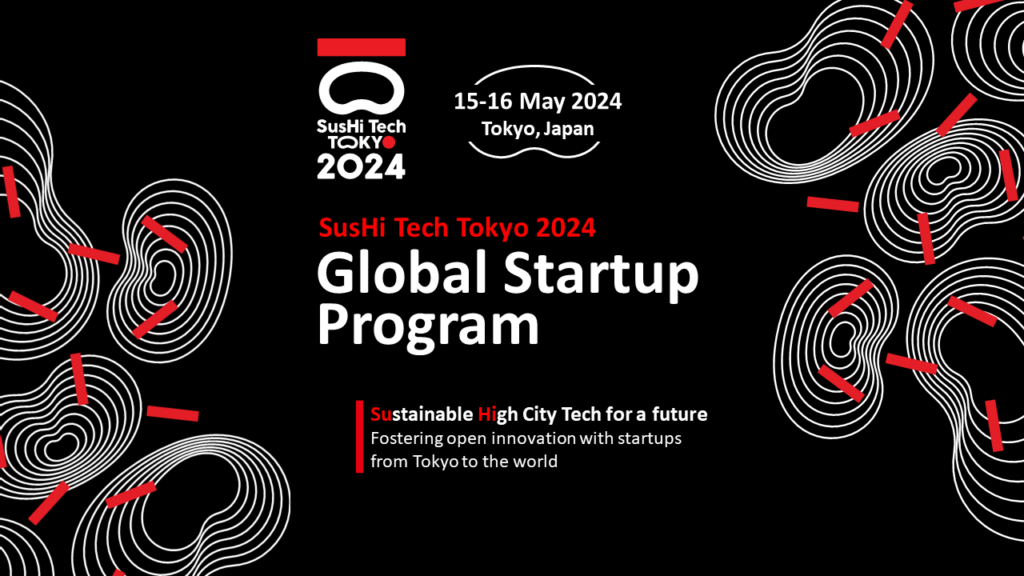 SusHi Tech
TOKYO
2024
15-16 May 2024
Tokyo, Japan
SusHi Tech Tokyo 2024
Global Startup
Program
Sustainable High City Tech for a future
Fostering open innovation with startups
from Tokyo to the world